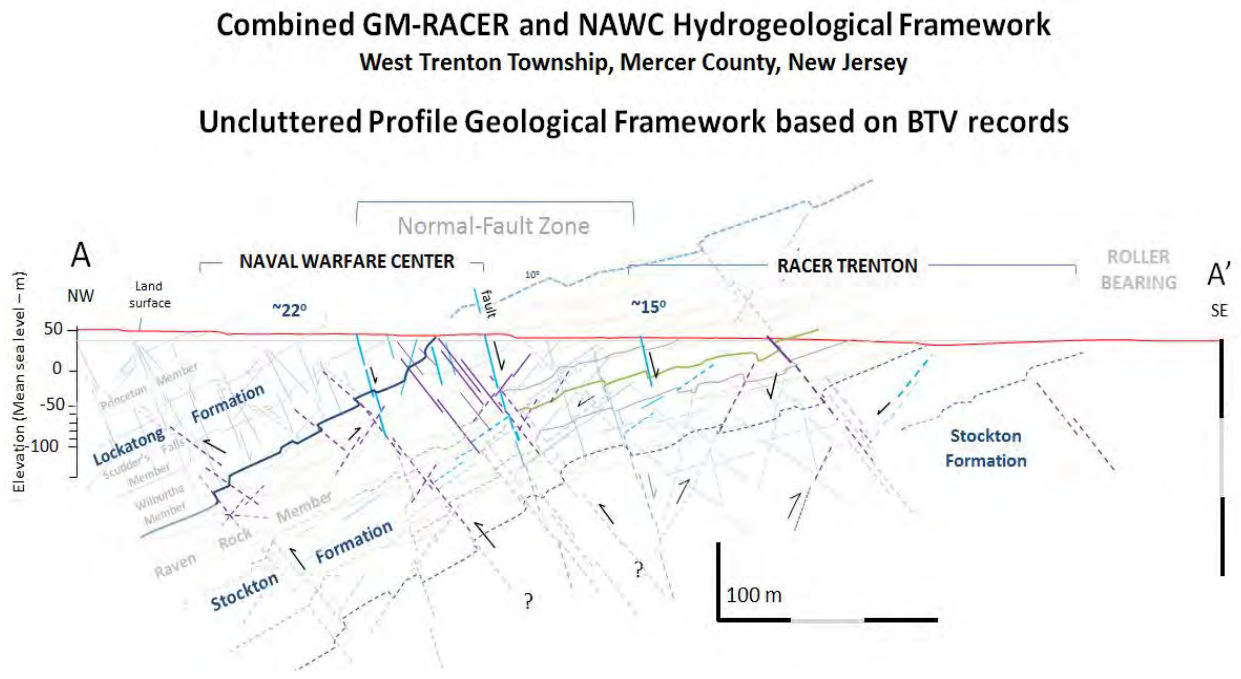 Combined GM-RACER and NAWC Hydrogeological Framework
West Trenton Township, Mercer County, New Jersey
Uncluttered Profile Geological Framework based on BTV records
Normal-Fault Zone
A
NW
Land
surface
NAVAL WARFARE CENTER
~22º
fault
10º
~15º
RACER TRENTON
ROLLER
BEARING
A'
SE
Elevation (Mean sea level – m)
50
0
-50
-100
Princeton Member
Lockatong Formation
Scudder's Falls
Member
Wilburtha
Member
Raven Rock Member
Stockton Formation
Stockton
Formation
?
?
100 m